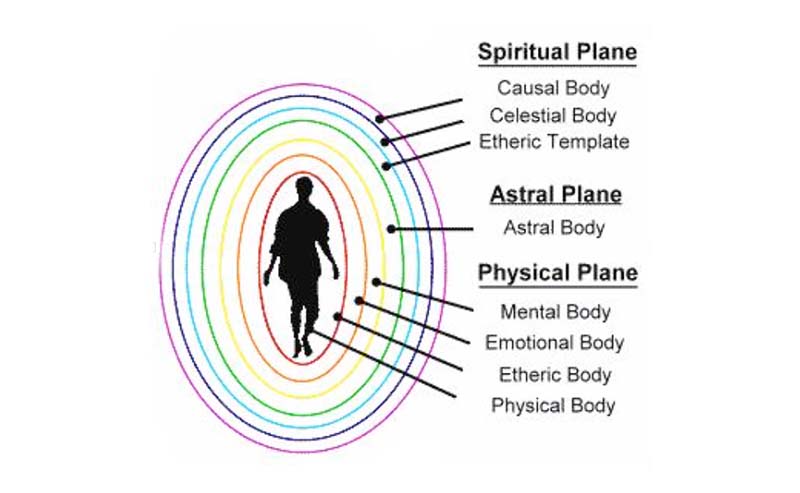 Spiritual Plane
Causal Body
Celestial Body
Etheric Template
Astral Plane
Astral Body
Physical Plane
Mental Body
Emotional Body
Etheric Body
Physical Body